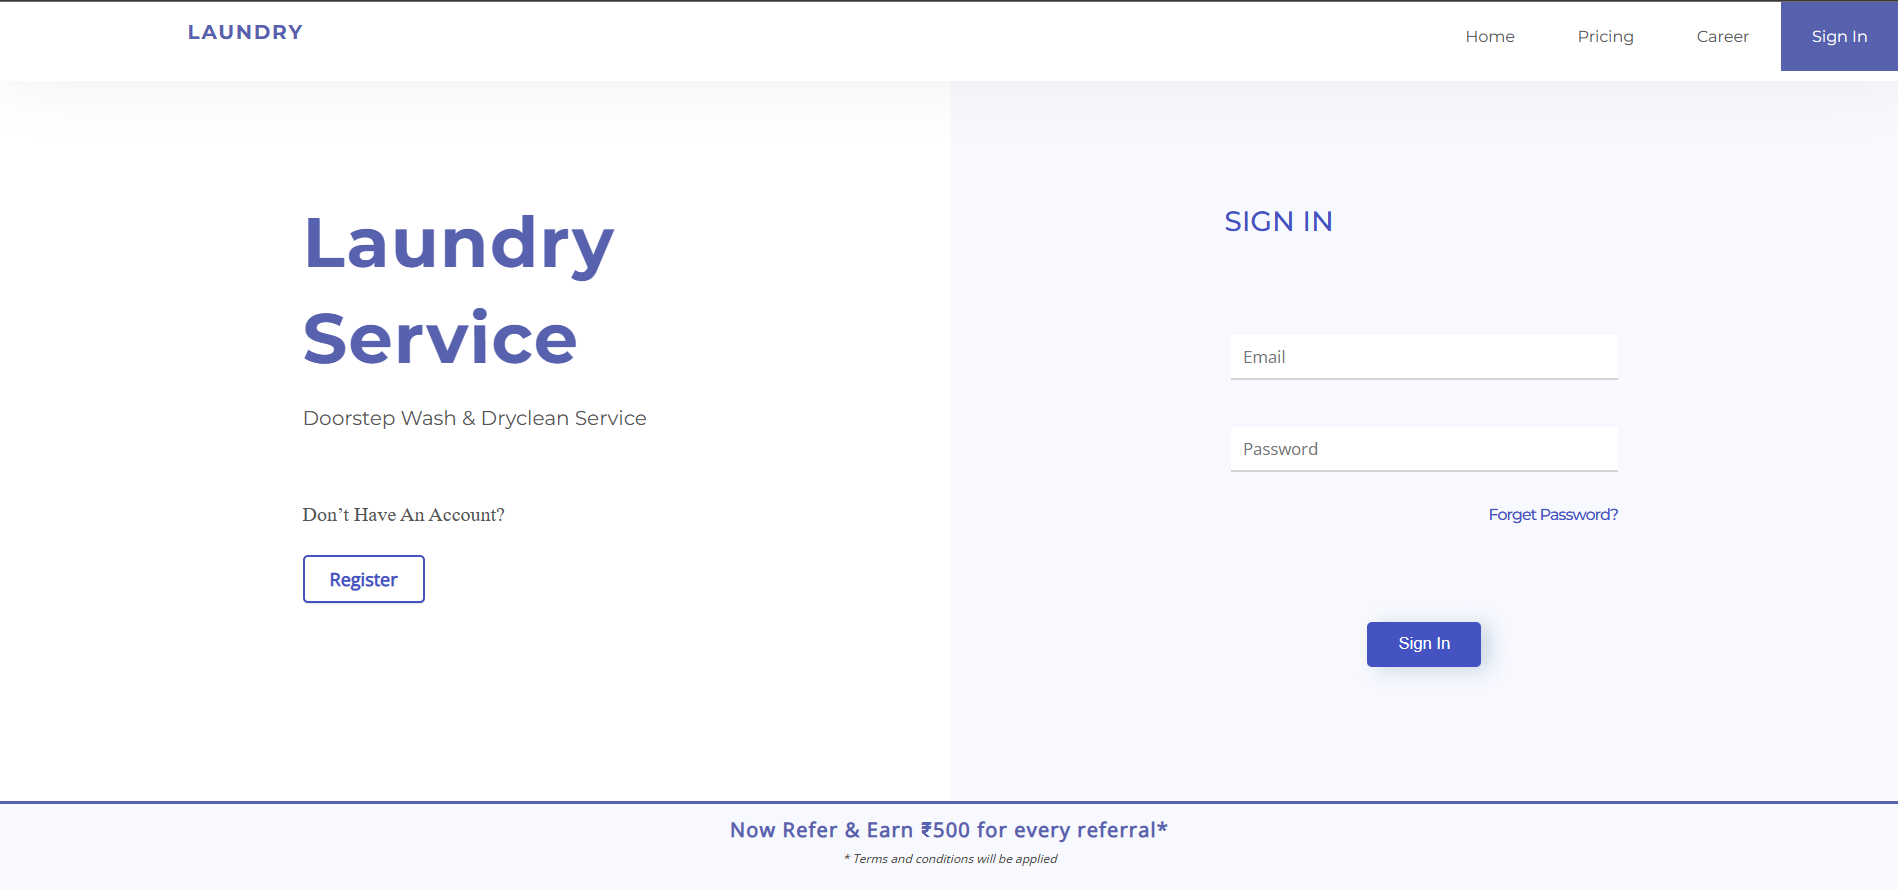 LAUNDRY
Home
Pricing
Career
Sign In
Laundry
Service
Doorstep Wash & Dryclean Service
Don’t Have An Account?
Register
SIGN IN
Email
Password
Forget Password?
Sign In
Now Refer & Earn ₹500 for every referral*
* Terms and conditions will be applied